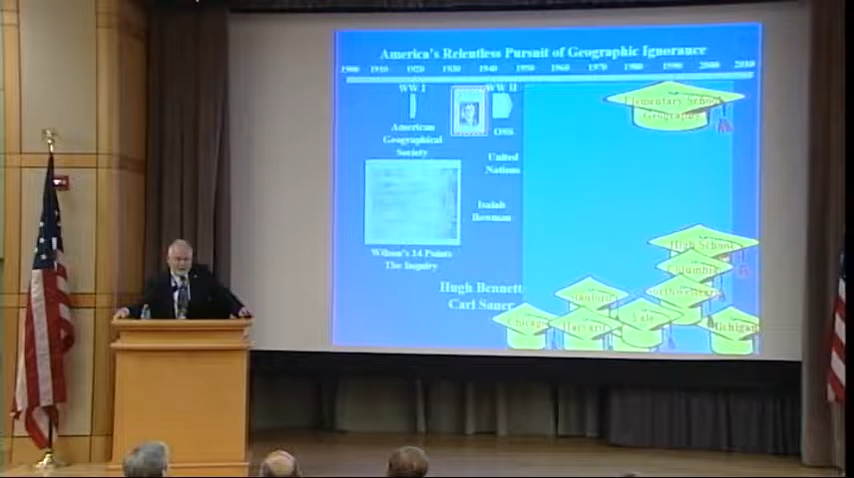 America's Relentless Pursuit of Geographic Ignorance
1900 1910 1920 1930 1940 1950 1960 1970 1980 1990 2000 2010
WW I
WW II
Elementary School
Geography
American
Geographical
Society
OSS
United
Nations
Isaiah
Bowman
Wilson's 14 Points
The Inquiry
Hugh Bennett
Carl Sauer
High School
Columbia
Stanford
Northwestern
Chicago
Harvard
Yale
Michigan